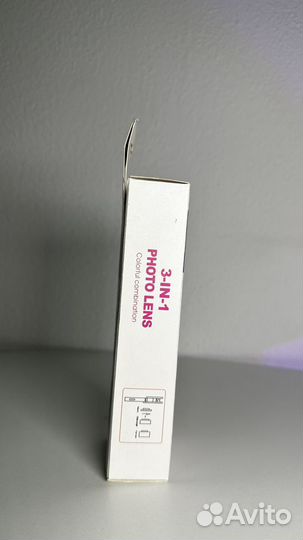 3-IN-1
PHOTO LENS
Colorful combination
Avito